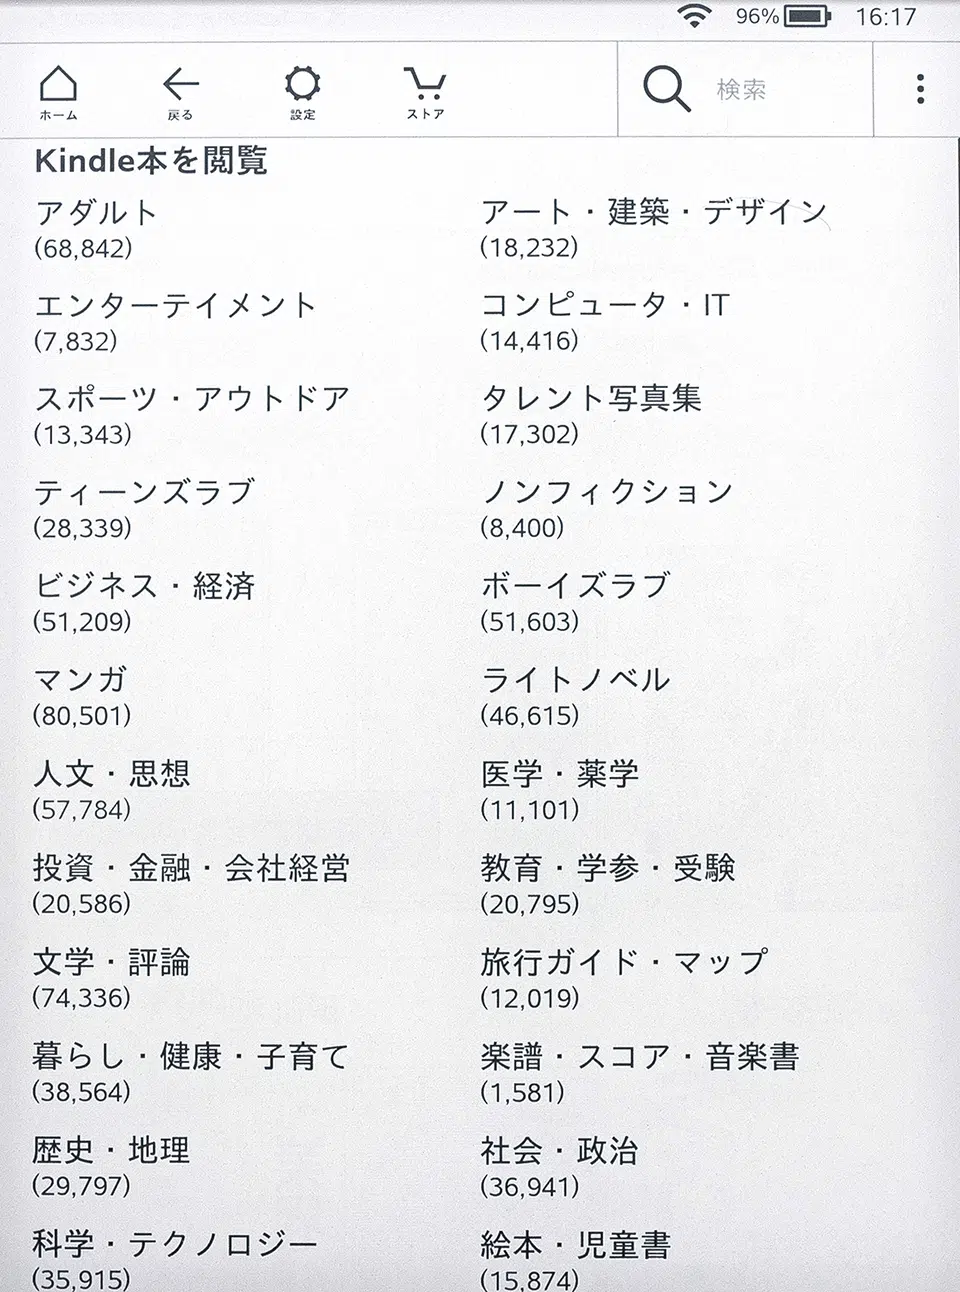 96% 16:17
ホーム 戻る 設定 ストア 検索
Kindle本を閲覧
アダルト
(68,842)
アート・建築・デザイン
(18,232)
エンターテイメント
(7,832)
コンピュータ・IT
(14,416)
スポーツ・アウトドア
(13,343)
タレント写真集
(17,302)
ティーンズラブ
(28,339)
ノンフィクション
(8,400)
ビジネス・経済
(51,209)
ボーイズラブ
(51,603)
マンガ
(80,501)
ライトノベル
(46,615)
人文・思想
(57,784)
医学・薬学
(11,101)
投資・金融・会社経営
(20,586)
教育・学参・受験
(20,795)
文学・評論
(74,336)
旅行ガイド・マップ
(12,019)
暮らし・健康・子育て
(38,564)
楽譜・スコア・音楽書
(1,581)
歴史・地理
(29,797)
社会・政治
(36,941)
科学・テクノロジー
(35,915)
絵本・児童書
(15,874)